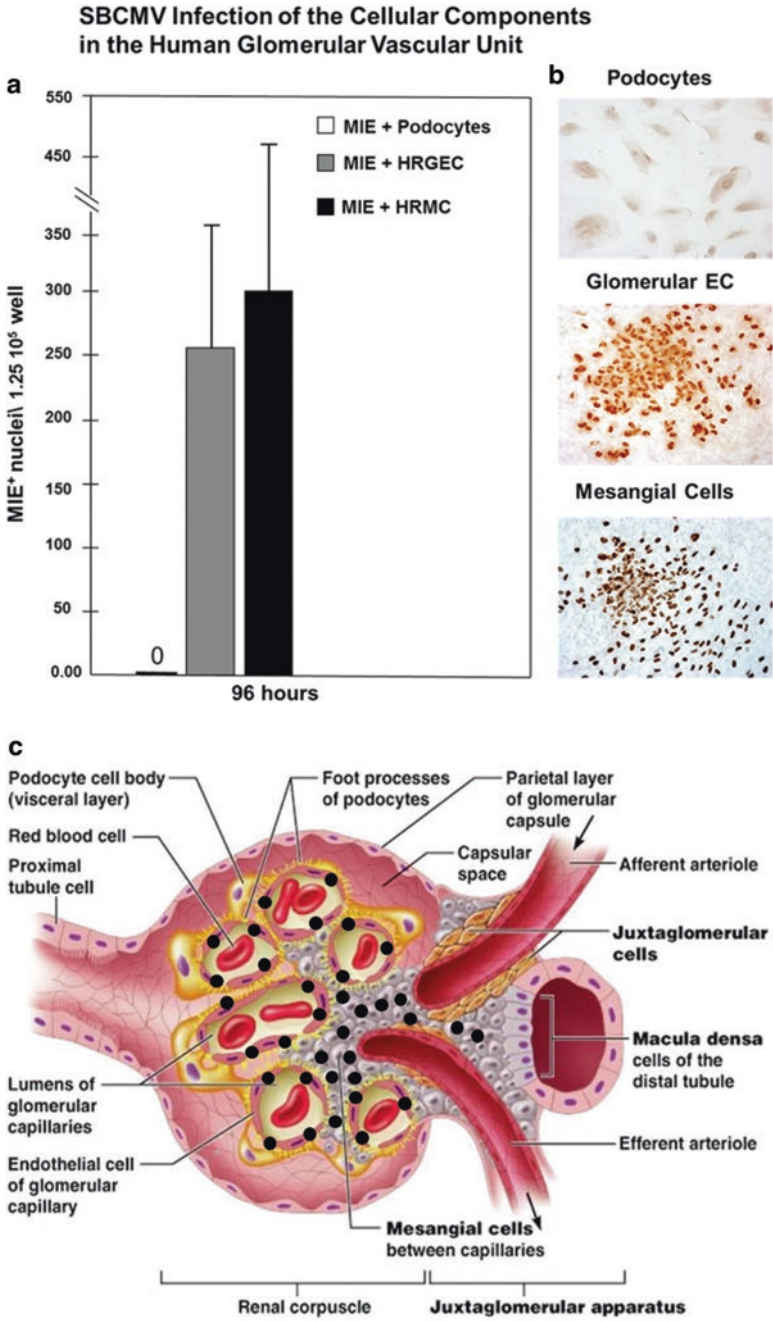 SBCMV Infection of the Cellular Components
in the Human Glomerular Vascular Unit
a
MIE⁺ nuclei\ 1.25 10⁵ well
550
450
350
300
250
200
150
100
50
0.00
MIE + Podocytes
MIE + HRGEC
MIE + HRMC
0
96 hours
b
Podocytes
Glomerular EC
Mesangial Cells
c
Podocyte cell body
(visceral layer)
Red blood cell
Proximal
tubule cell
Foot processes
of podocytes
Parietal layer
of glomerular
capsule
Capsular
space
Afferent arteriole
Juxtaglomerular
cells
Macula densa
cells of the
distal tubule
Efferent arteriole
Lumens of
glomerular
capillaries
Endothelial cell
of glomerular
capillary
Mesangial cells
between capillaries
Renal corpuscle
Juxtaglomerular apparatus